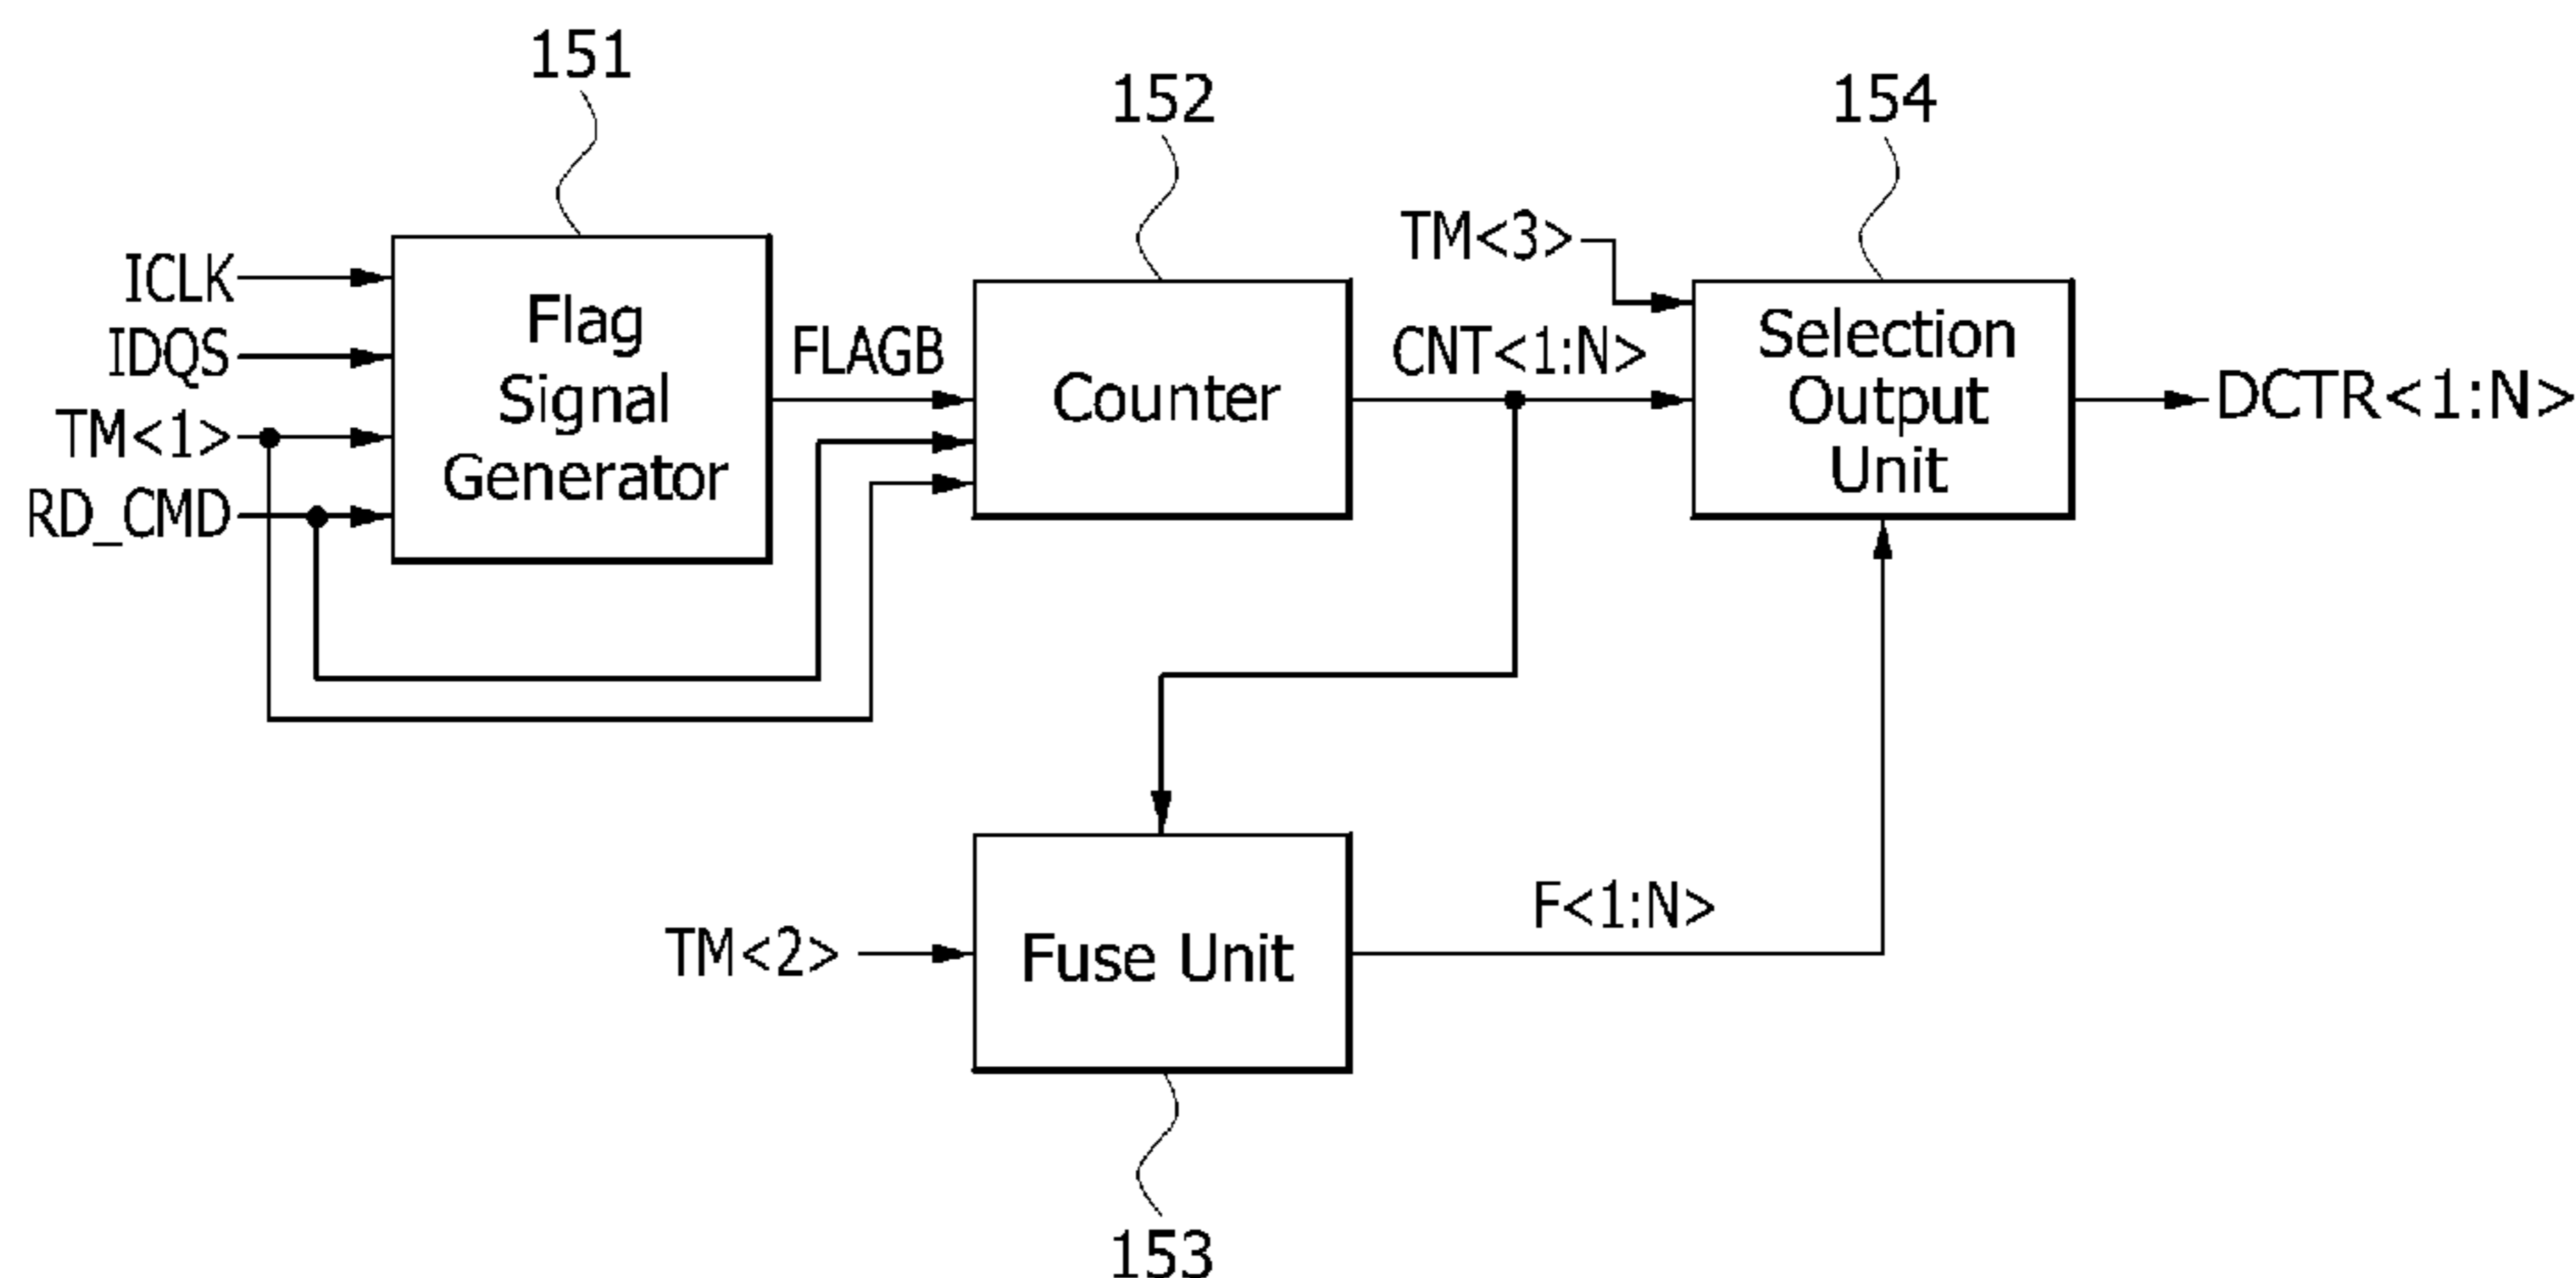 151
152
154
TM<3>
ICLK
IDQS
TM<1>
RD_CMD
Flag
Signal
Generator
FLAGB
Counter
CNT<1:N>
Selection
Output
Unit
DCTR<1:N>
TM<2>
Fuse Unit
F<1:N>
153